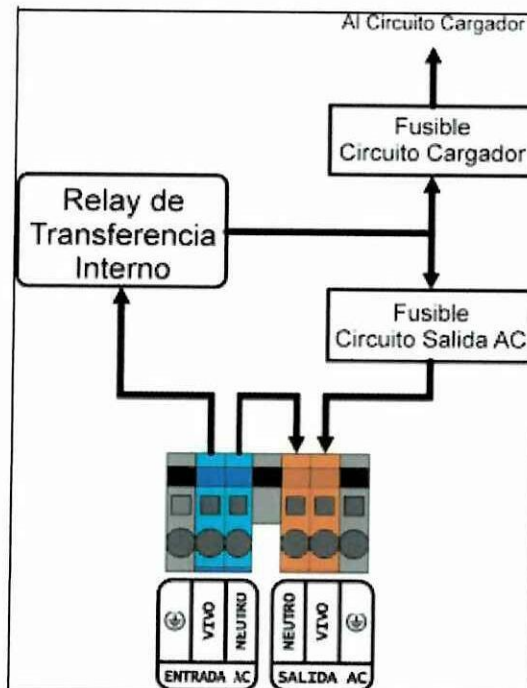 Al Circuito Cargador
Fusible
Circuito Cargador
Relay de
Transferencia
Interno
Fusible
Circuito Salida AC
VIVO
NEUTRO
ENTRADA AC
NEUTRO
VIVO
SALIDA AC